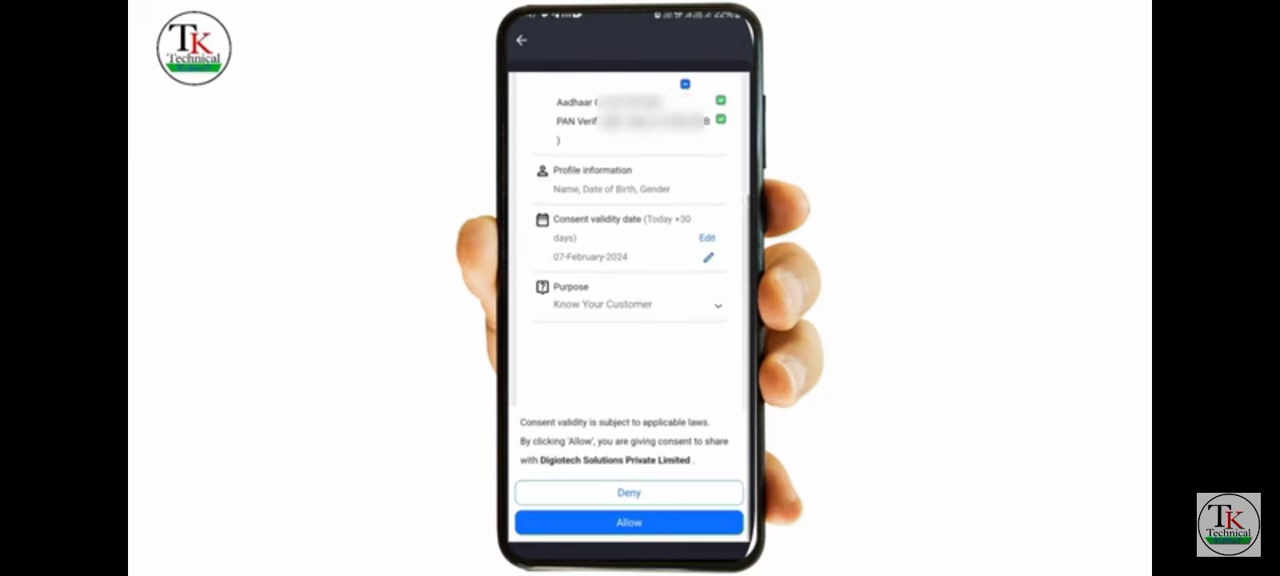 TK
Technical
Aadhaar
PAN Verif
B
)
Profile information
Name, Date of Birth, Gender
Consent validity date (Today +30
days)
Edit
07-February-2024
Purpose
Know Your Customer
Consent validity is subject to applicable laws.
By clicking 'Allow', you are giving consent to share
with Digiotech Solutions Private Limited .
Deny
Allow
TK
Technical